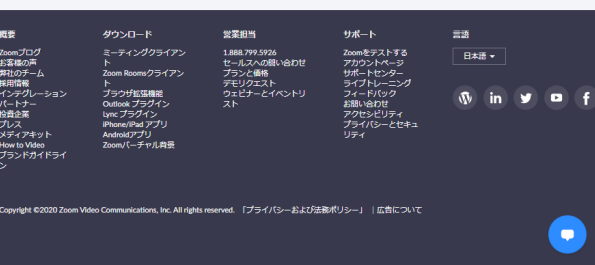 概要
Zoomブログ
お客様の声
弊社のチーム
採用情報
インテグレーション
パートナー
投資企業
プレス
メディアキット
How to Video
ブランドガイドライ
ン
ダウンロード
ミーティングクライアン
ト
Zoom Roomsクライアン
ト
ブラウザ拡張機能
Outlook プラグイン
Lync プラグイン
iPhone/iPad アプリ
Androidアプリ
Zoomバーチャル背景
営業担当
1.888.799.5926
セールスへの問い合わせ
プランと価格
デモリクエスト
ウェビナーとイベントリ
スト
サポート
Zoomをテストする
アカウントページ
サポートセンター
ライブトレーニング
フィードバック
お問い合わせ
アクセシビリティ
プライバシーとセキュ
リティ
言語
日本語
in
f
Copyright ©2020 Zoom Video Communications, Inc. All rights reserved. 「プライバシーおよび法務ポリシー」 | 広告について